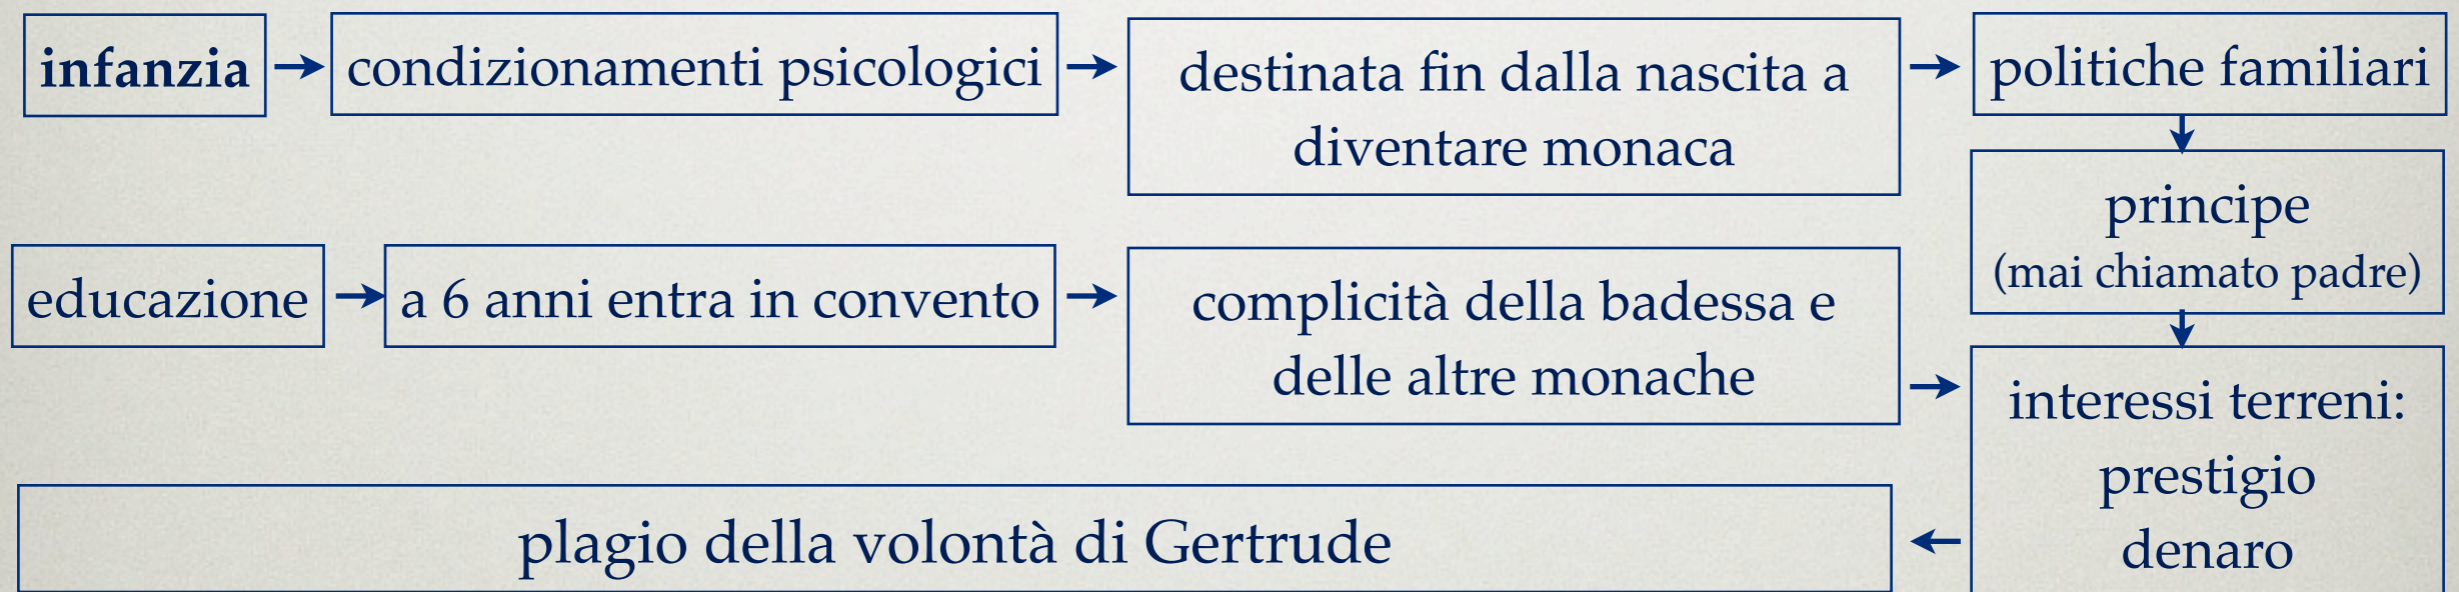 infanzia
condizionamenti psicologici
destinata fin dalla nascita a
diventare monaca
politiche familiari
principe
(mai chiamato padre)
educazione
a 6 anni entra in convento
complicità della badessa e
delle altre monache
interessi terreni:
prestigio
denaro
plagio della volontà di Gertrude